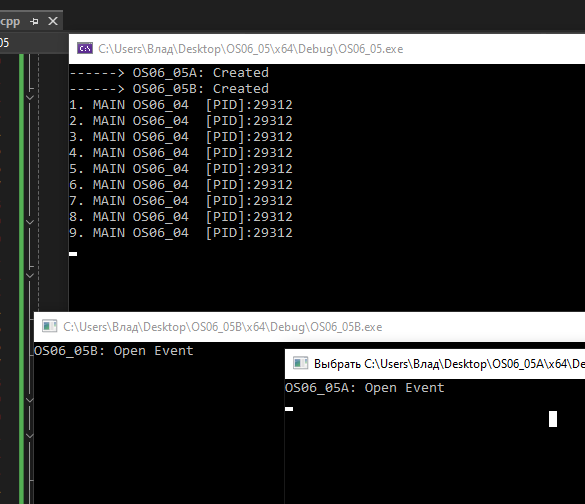 cpp
05
C:\Users\Влад\Desktop\OS06_05\x64\Debug\OS06_05.exe
------> OS06_05A: Created
------> OS06_05B: Created
1. MAIN OS06_04  [PID]:29312
2. MAIN OS06_04  [PID]:29312
3. MAIN OS06_04  [PID]:29312
4. MAIN OS06_04  [PID]:29312
5. MAIN OS06_04  [PID]:29312
6. MAIN OS06_04  [PID]:29312
7. MAIN OS06_04  [PID]:29312
8. MAIN OS06_04  [PID]:29312
9. MAIN OS06_04  [PID]:29312
C:\Users\Влад\Desktop\OS06_05B\x64\Debug\OS06_05B.exe
OS06_05B: Open Event
Выбрать C:\Users\Влад\Desktop\OS06_05A\x64\De
OS06_05A: Open Event